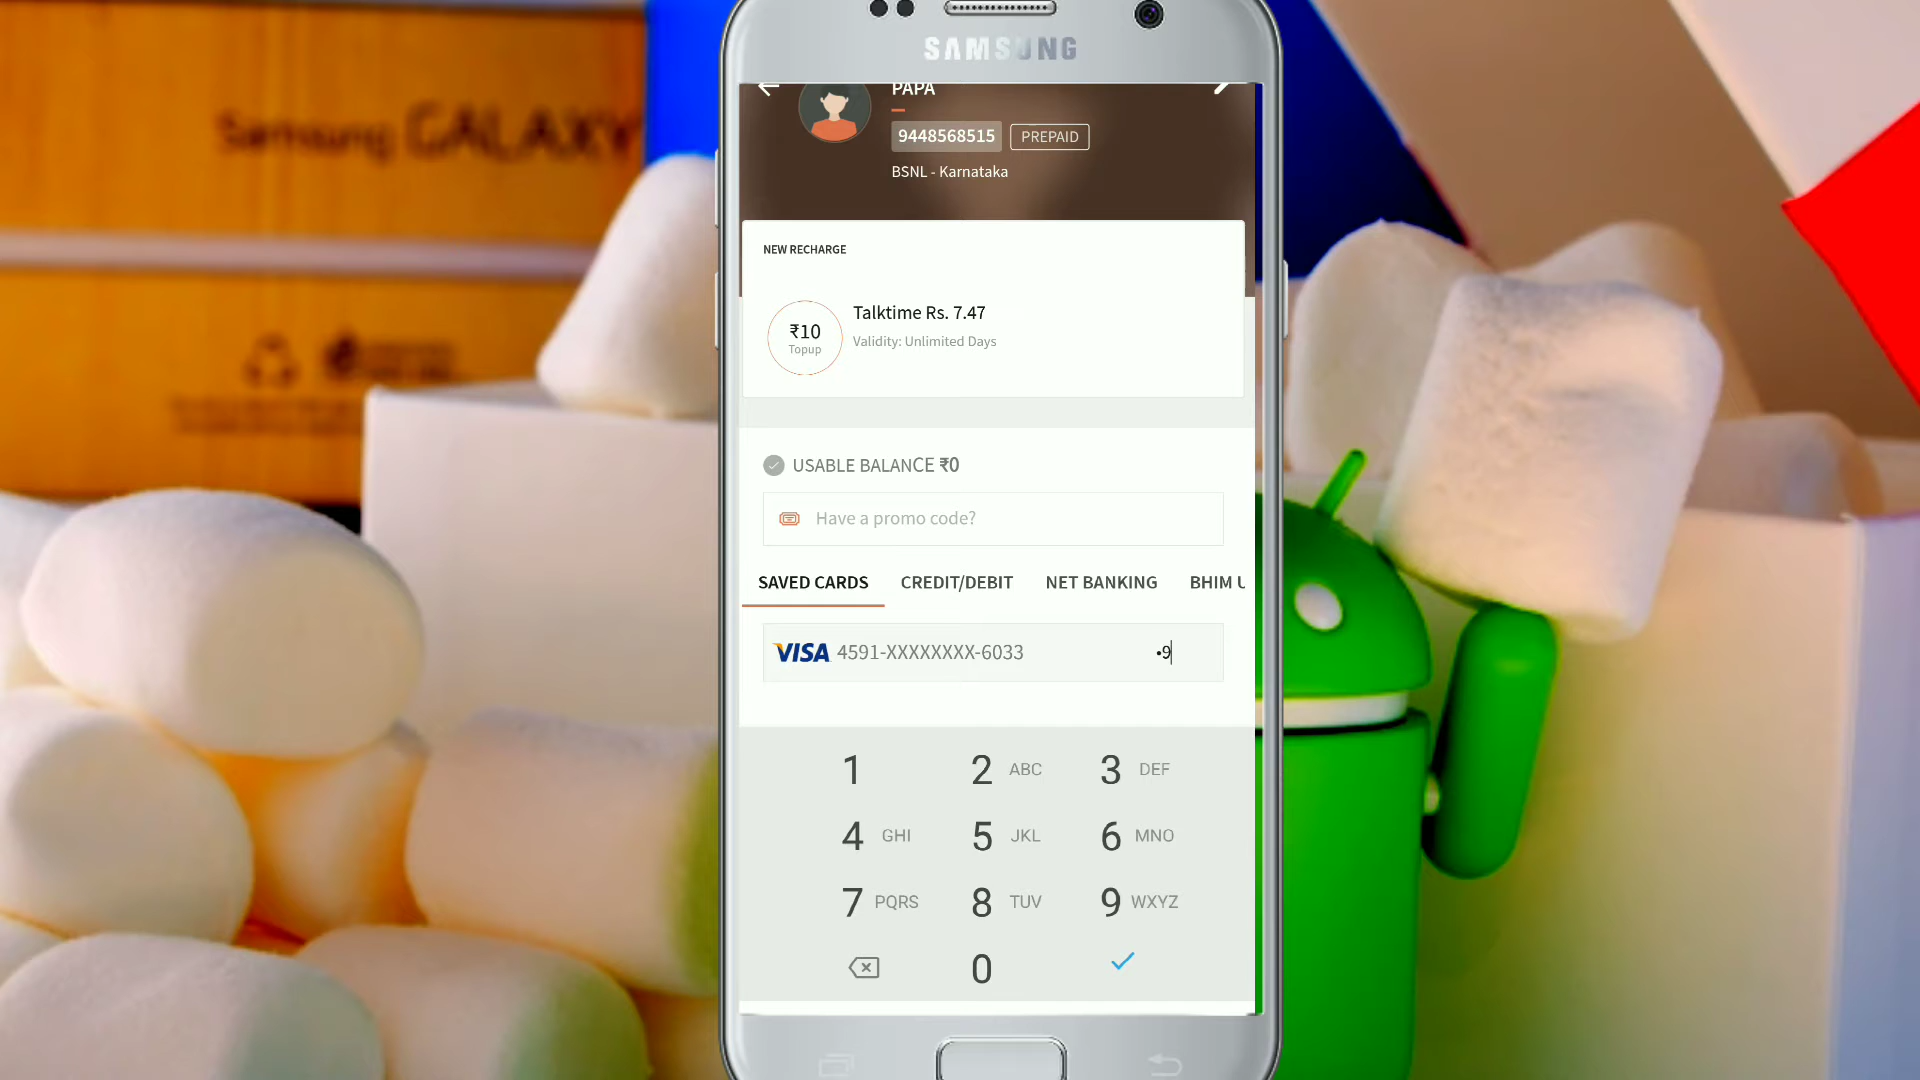 Samsung GALAXY
SAMSUNG
PAPA
9448568515 PREPAID
BSNL - Karnataka
NEW RECHARGE
₹10
Topup
Talktime Rs. 7.47
Validity: Unlimited Days
USABLE BALANCE ₹0
Have a promo code?
SAVED CARDS CREDIT/DEBIT NET BANKING BHIM U
VISA 4591-XXXXXXXX-6033 •9
1 2 ABC 3 DEF
4 GHI 5 JKL 6 MNO
7 PQRS 8 TUV 9 WXYZ
0